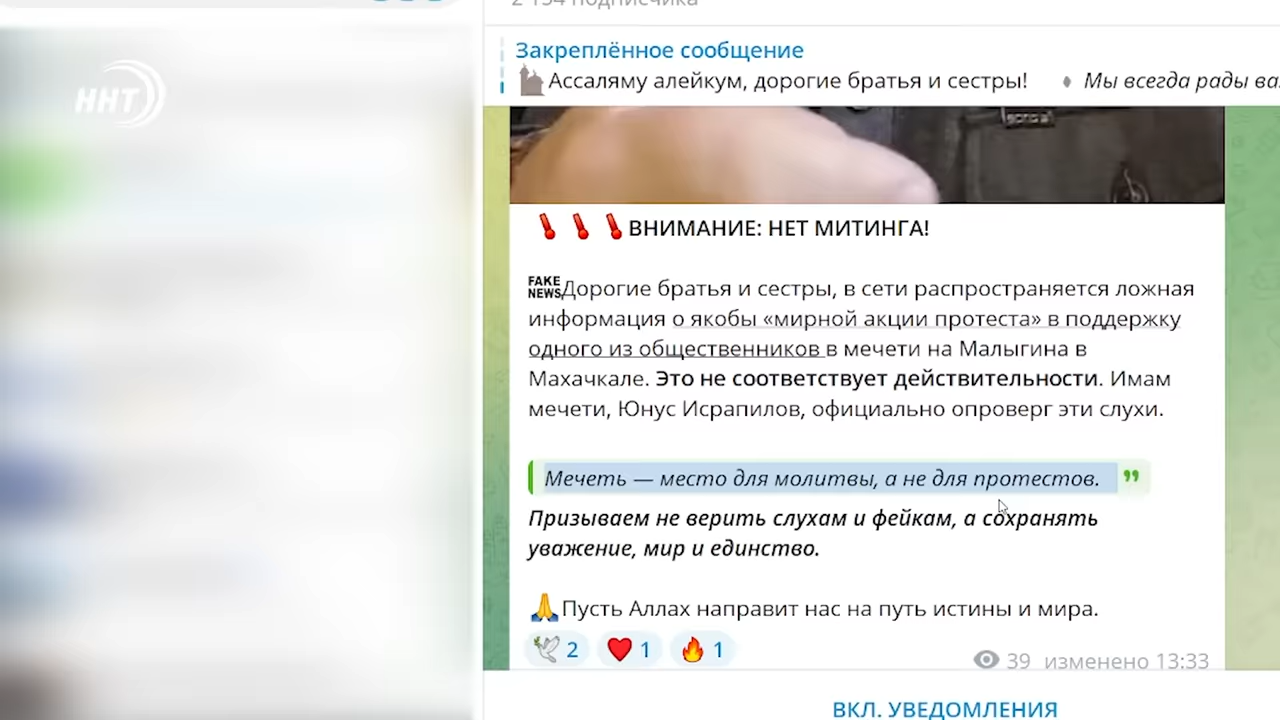 2 154 подписчика
Закреплённое сообщение
Ассаляму алейкум, дорогие братья и сестры! Мы всегда рады ва
ННТ
ВНИМАНИЕ: НЕТ МИТИНГА!
FAKE NEWS Дорогие братья и сестры, в сети распространяется ложная
информация о якобы «мирной акции протеста» в поддержку
одного из общественников в мечети на Малыгина в
Махачкале. Это не соответствует действительности. Имам
мечети, Юнус Исрапилов, официально опроверг эти слухи.
Мечеть — место для молитвы, а не для протестов.
Призываем не верить слухам и фейкам, а сохранять
уважение, мир и единство.
🙏Пусть Аллах направит нас на путь истины и мира.
🕊 2 ❤ 1 🔥 1
39 изменено 13:33
ВКЛ. УВЕДОМЛЕНИЯ